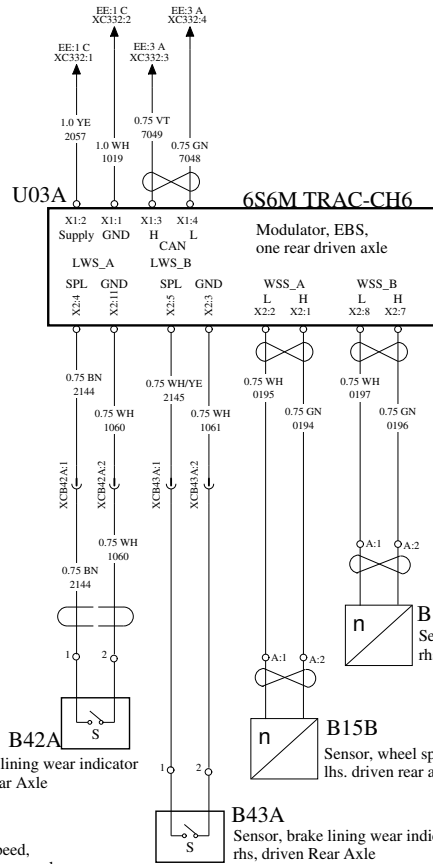 EE:1 C
XC332:1
EE:1 C
XC332:2
EE:3 A
XC332:3
EE:3 A
XC332:4
1.0 YE
2057
1.0 WH
1019
0.75 VT
7049
0.75 GN
7048
U03A
6S6M TRAC-CH6
X1:2
X1:1
X1:3
X1:4
Supply
GND
H
L
CAN
Modulator, EBS,
one rear driven axle
LWS_A
LWS_B
SPL
GND
SPL
GND
WSS_A
WSS_B
L
H
L
H
X2:4
X2:11
X2:5
X2:3
X2:2
X2:1
X2:8
X2:7
0.75 BN
2144
0.75 WH
1060
0.75 WH/YE
2145
0.75 WH
1061
0.75 WH
0195
0.75 GN
0194
0.75 WH
0197
0.75 GN
0196
XCB42A:1
XCB42A:2
XCB43A:1
XCB43A:2
0.75 BN
2144
0.75 WH
1060
A:1
A:2
n
B
Se
rh
1
2
S
B42A
lining wear indicator
ar Axle
A:1
A:2
n
B15B
Sensor, wheel sp
lhs. driven rear a
1
2
S
B43A
Sensor, brake lining wear indi
rhs, driven Rear Axle
eed,